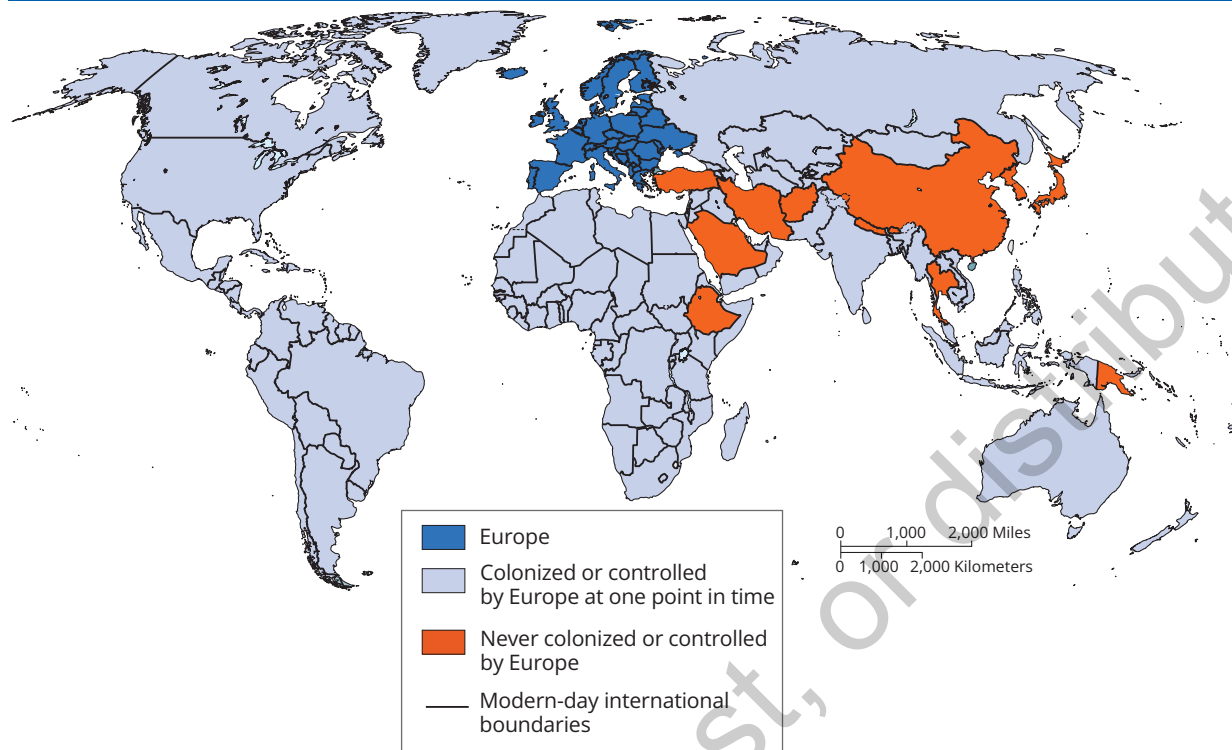 Europe
Colonized or controlled
by Europe at one point in time
Never colonized or controlled
by Europe
Modern-day international
boundaries
0 1,000 2,000 Miles
0 1,000 2,000 Kilometers
st, or distribut